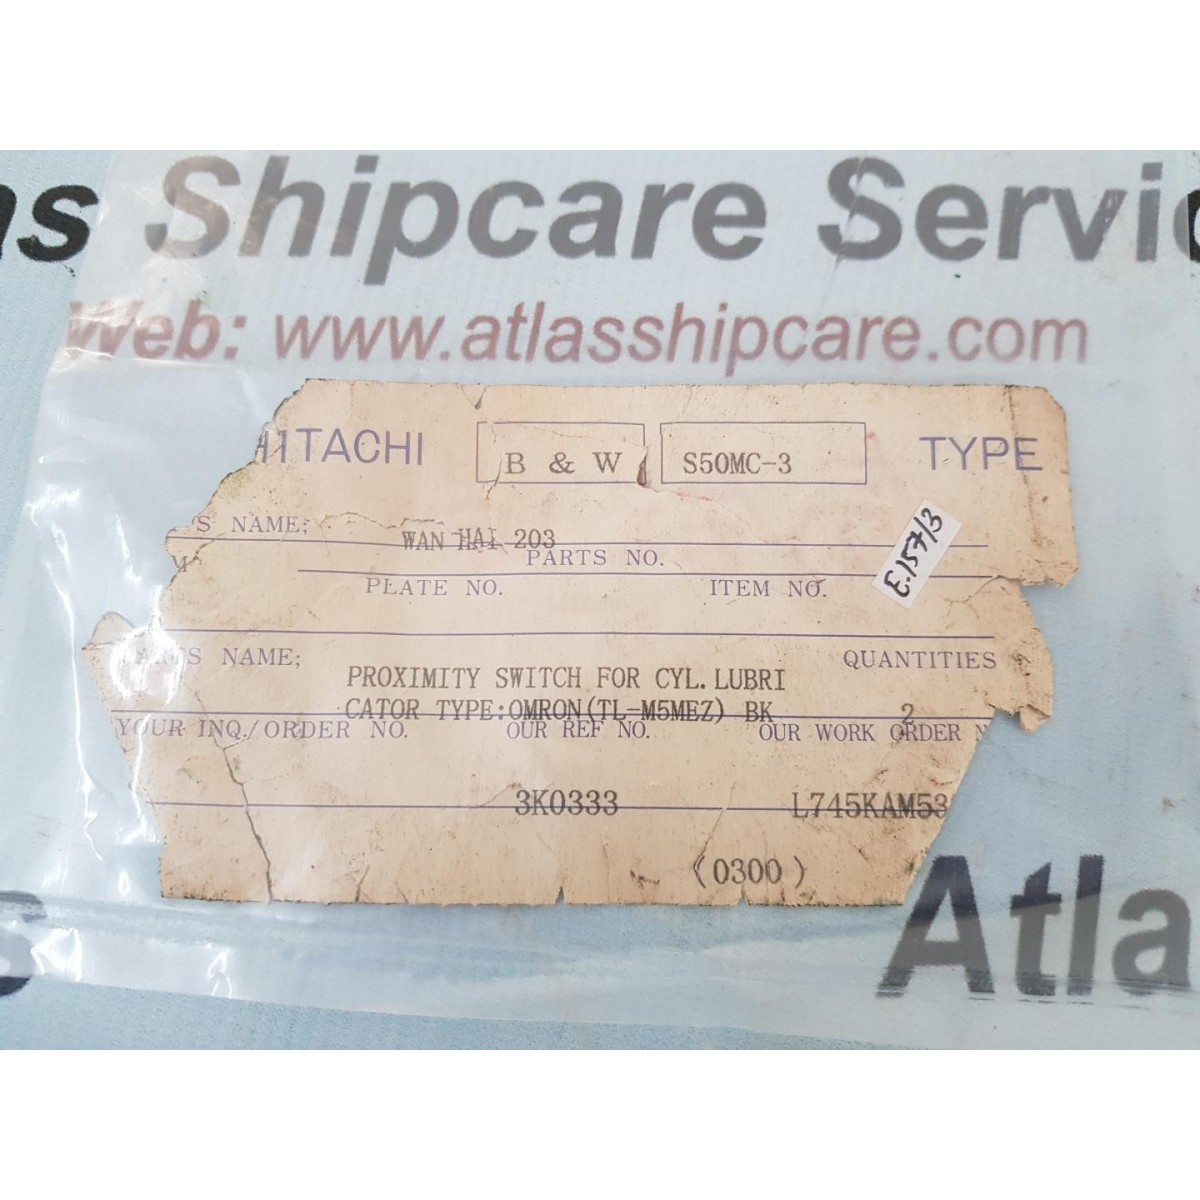 Shipcare Servic
Web: www.atlasshipcare.com
HITACHI B & W S50MC-3 TYPE
'S NAME; WAN HAI 203
E.157/3
PARTS NO.
PLATE NO. ITEM NO.
PARTS NAME; QUANTITIES
PROXIMITY SWITCH FOR CYL.LUBRI
CATOR TYPE:OMRON(TL-M5MEZ) BK 2
YOUR INQ./ORDER NO. OUR REF NO. OUR WORK ORDER N
3K0333 L745KAM53
(0300)
Atla